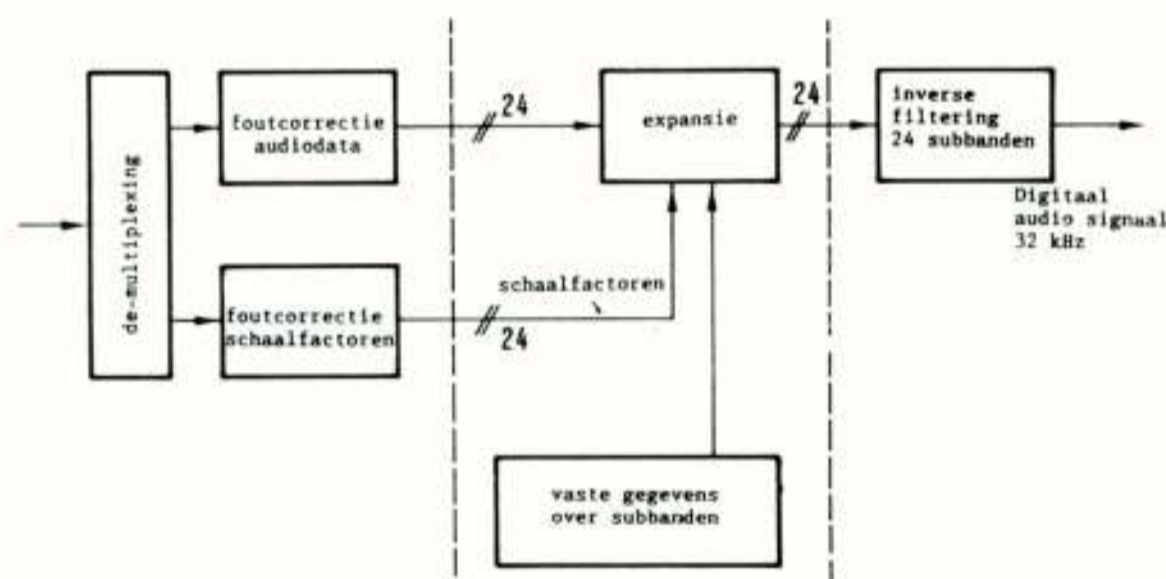 de-multiplexing
foutcorrectie
audiodata
24
expansie
24
inverse
filtering
24 subbanden
Digitaal
audio signaal
32 kHz
foutcorrectie
schaalfactoren
schaalfactoren
24
vaste gegevens
over subbanden